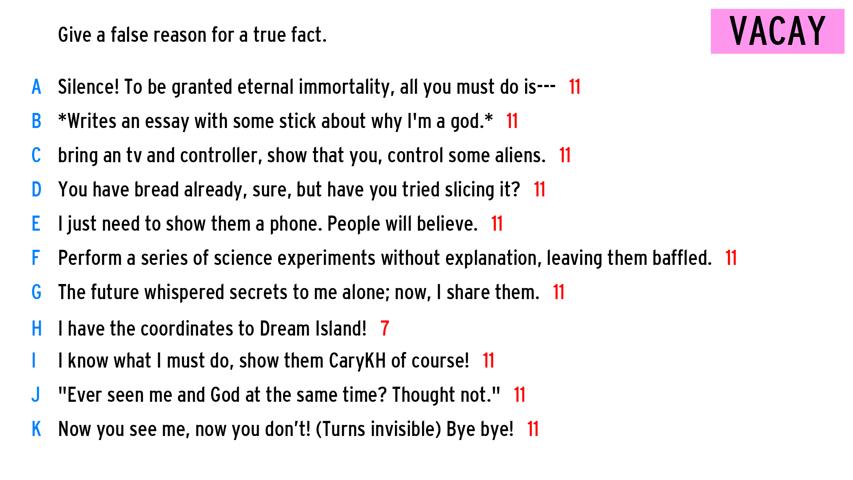 Give a false reason for a true fact.
VACAY
A Silence! To be granted eternal immortality, all you must do is--- 11
B *Writes an essay with some stick about why I'm a god.* 11
C bring an tv and controller, show that you, control some aliens. 11
D You have bread already, sure, but have you tried slicing it? 11
E I just need to show them a phone. People will believe. 11
F Perform a series of science experiments without explanation, leaving them baffled. 11
G The future whispered secrets to me alone; now, I share them. 11
H I have the coordinates to Dream Island! 7
I I know what I must do, show them CaryKH of course! 11
J "Ever seen me and God at the same time? Thought not." 11
K Now you see me, now you don't! (Turns invisible) Bye bye! 11